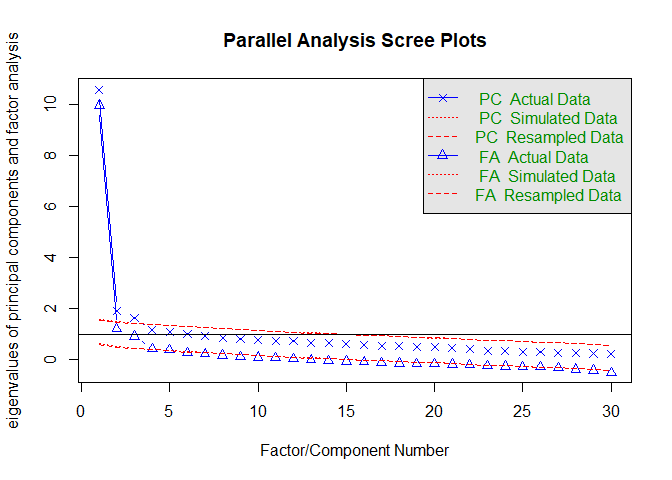 Parallel Analysis Scree Plots
eigenvalues of principal components and factor analysis
10
8
6
4
2
0
PC Actual Data
PC Simulated Data
PC Resampled Data
FA Actual Data
FA Simulated Data
FA Resampled Data
0 5 10 15 20 25 30
Factor/Component Number